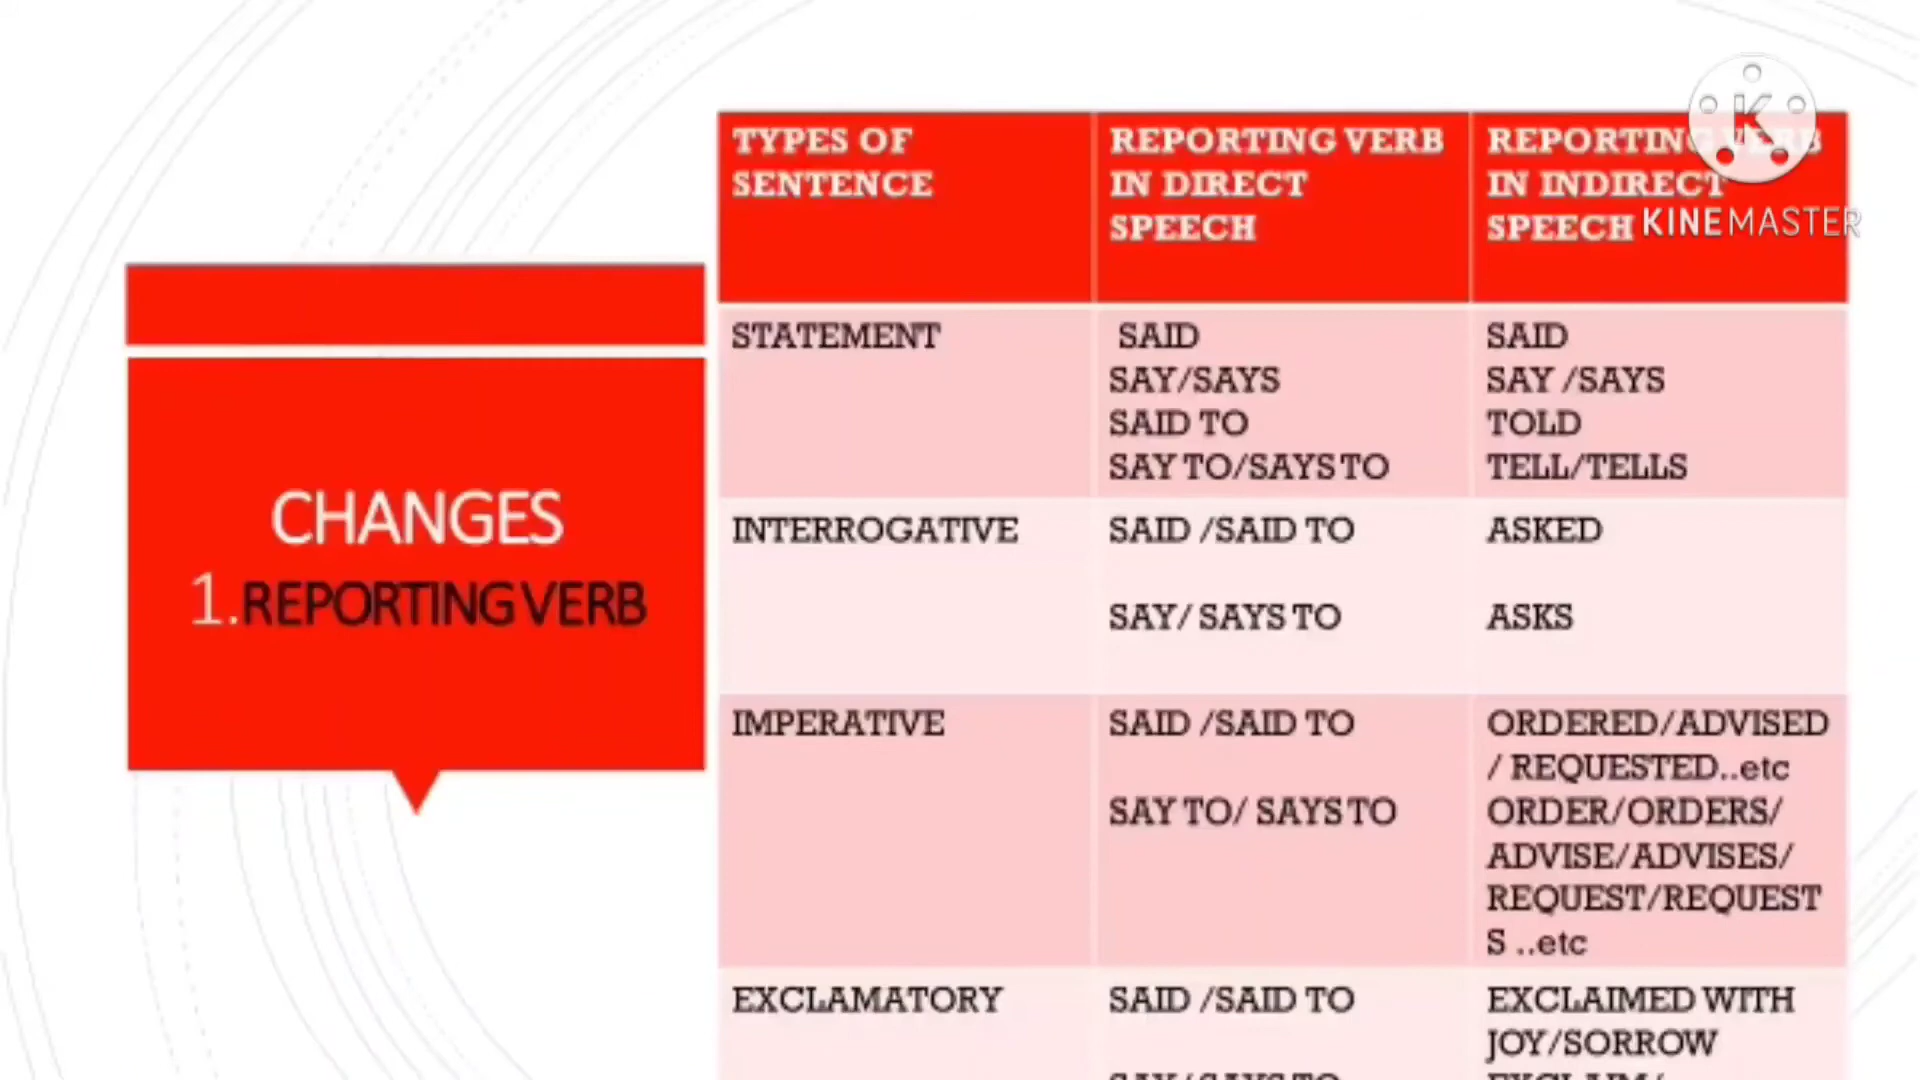 CHANGES
1.REPORTING VERB
TYPES OF
SENTENCE
REPORTING VERB
IN DIRECT
SPEECH
REPORTING VERB
IN INDIRECT
SPEECH
K
KINEMASTER
STATEMENT
SAID
SAY/SAYS
SAID TO
SAY TO/SAYS TO
SAID
SAY /SAYS
TOLD
TELL/TELLS
INTERROGATIVE
SAID /SAID TO
SAY/ SAYS TO
ASKED
ASKS
IMPERATIVE
SAID /SAID TO
SAY TO/ SAYS TO
ORDERED/ADVISED
/ REQUESTED..etc
ORDER/ORDERS/
ADVISE/ADVISES/
REQUEST/REQUEST
S ..etc
EXCLAMATORY
SAID /SAID TO
EXCLAIMED WITH
JOY/SORROW